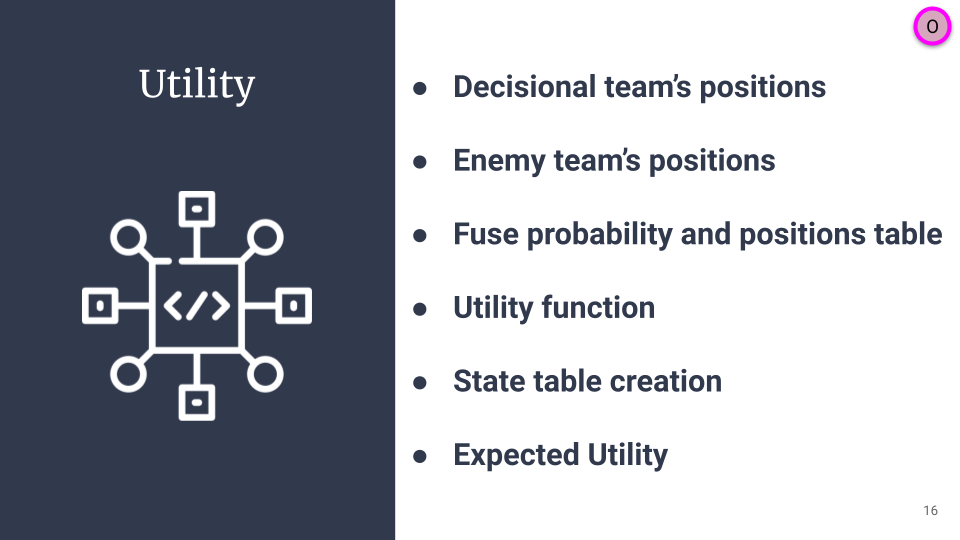 O
Utility
</>
● Decisional team's positions
● Enemy team's positions
● Fuse probability and positions table
● Utility function
● State table creation
● Expected Utility
16